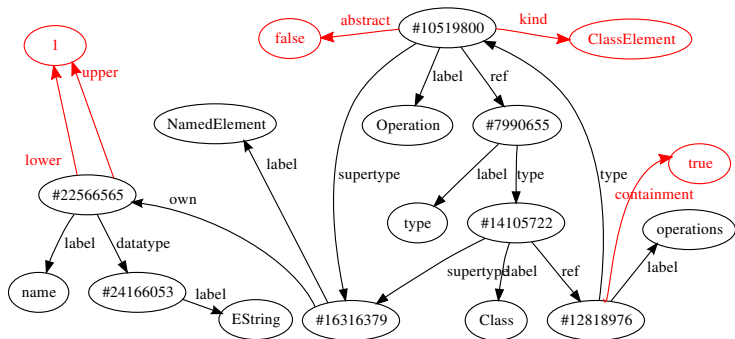 abstract
kind
false
#10519800
ClassElement
1
upper
label
ref
NamedElement
Operation
#7990655
true
lower
label
supertype
label
type
type
containment
#22566565
own
type
#14105722
operations
label
datatype
supertype
label
ref
label
name
#24166053
label
EString
#16316379
Class
#12818976